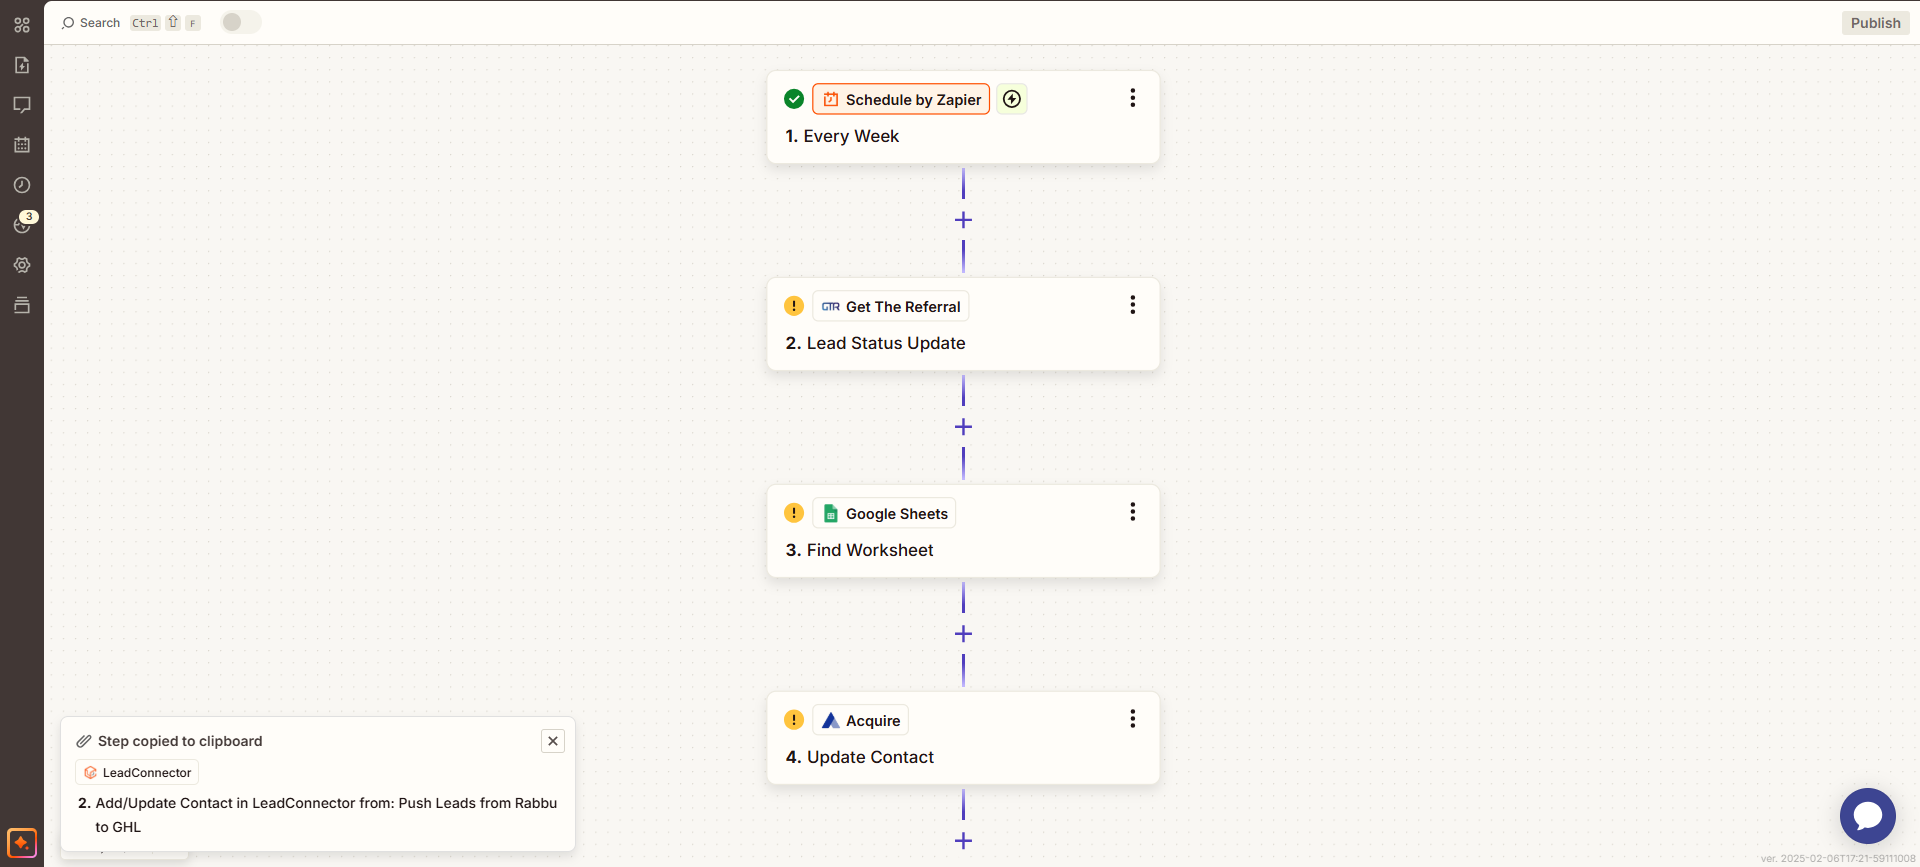 Search Ctrl ⇧ F
Publish
3
Schedule by Zapier
1. Every Week
GTR Get The Referral
2. Lead Status Update
Google Sheets
3. Find Worksheet
Acquire
4. Update Contact
Step copied to clipboard
LeadConnector
2. Add/Update Contact in LeadConnector from: Push Leads from Rabbu
to GHL
ver. 2025-02-06T17:21-59111008